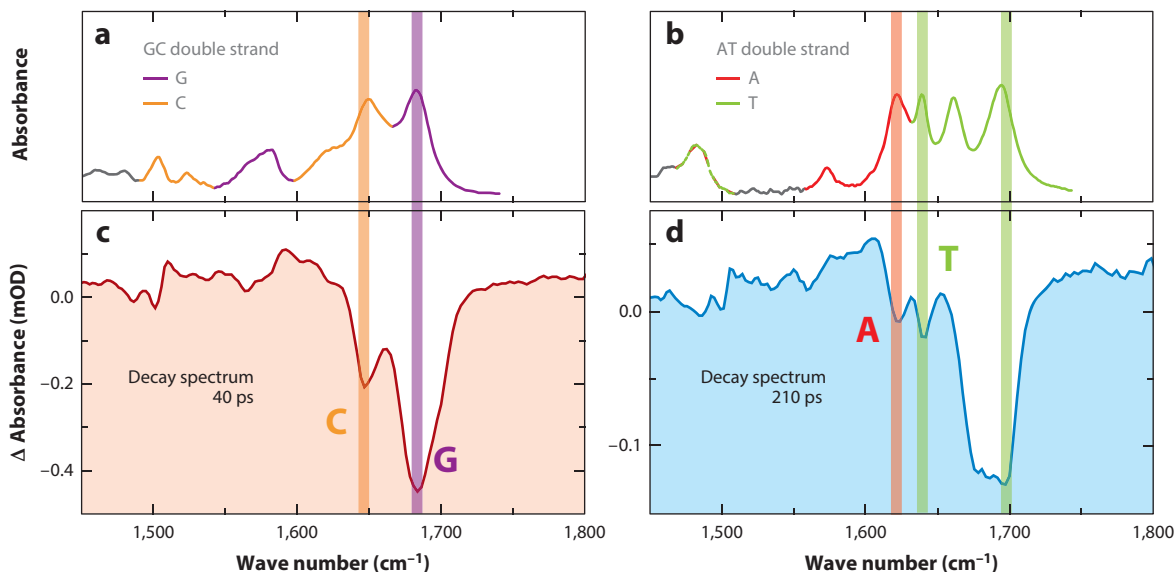 a
GC double strand
G
C
Absorbance
b
AT double strand
A
T
c
0.0
−0.2
−0.4
Δ Absorbance (mOD)
Decay spectrum
40 ps
C
G
1,500
1,600
1,700
1,800
Wave number (cm⁻¹)
d
0.0
−0.1
T
A
Decay spectrum
210 ps
1,500
1,600
1,700
1,800
Wave number (cm⁻¹)